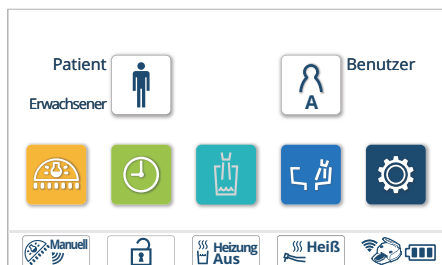 Patient
Benutzer
Erwachsener
A
Manuell
Heizung
Aus
Heiß